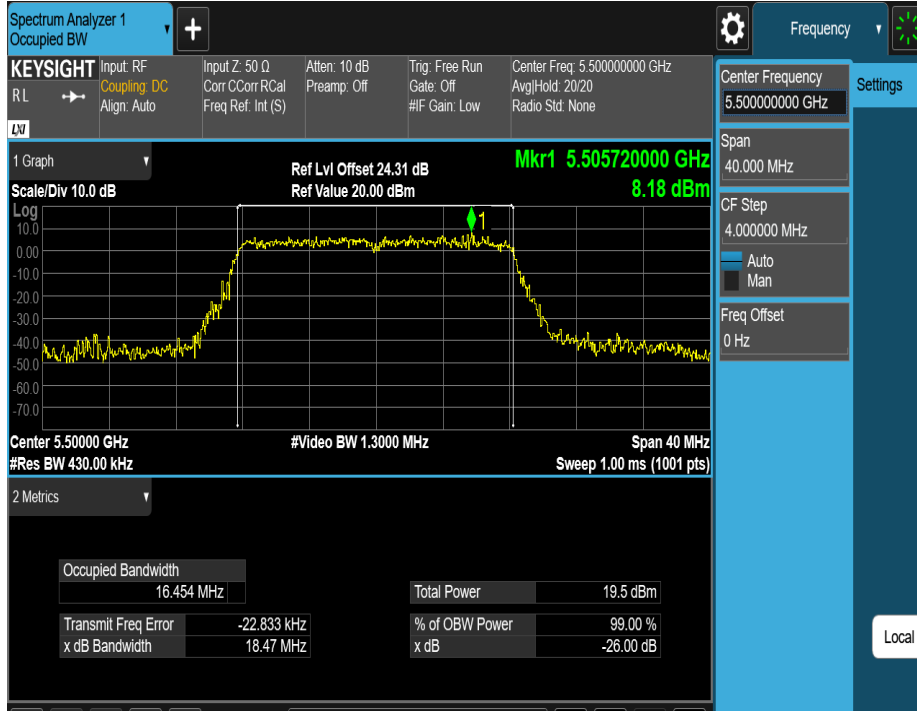 Spectrum Analyzer 1
Occupied BW
+
Frequency
KEYSIGHT
R L
LXI
Input: RF
Coupling: DC
Align: Auto
Input Z: 50 Ω
Corr CCorr RCal
Freq Ref: Int (S)
Atten: 10 dB
Preamp: Off
Trig: Free Run
Gate: Off
#IF Gain: Low
Center Freq: 5.500000000 GHz
Avg|Hold: 20/20
Radio Std: None
Center Frequency
5.500000000 GHz
Settings
Span
40.000 MHz
CF Step
4.000000 MHz
Auto
Man
Freq Offset
0 Hz
Local
1 Graph
Scale/Div 10.0 dB
Ref Lvl Offset 24.31 dB
Ref Value 20.00 dBm
Mkr1 5.505720000 GHz
8.18 dBm
Log
1
10.0
0.00
-10.0
-20.0
-30.0
-40.0
-50.0
-60.0
-70.0
Center 5.50000 GHz
#Video BW 1.3000 MHz
Span 40 MHz
#Res BW 430.00 kHz
Sweep 1.00 ms (1001 pts)
2 Metrics
Occupied Bandwidth
16.454 MHz
Total Power 19.5 dBm
Transmit Freq Error -22.833 kHz
% of OBW Power 99.00 %
x dB Bandwidth 18.47 MHz
x dB -26.00 dB